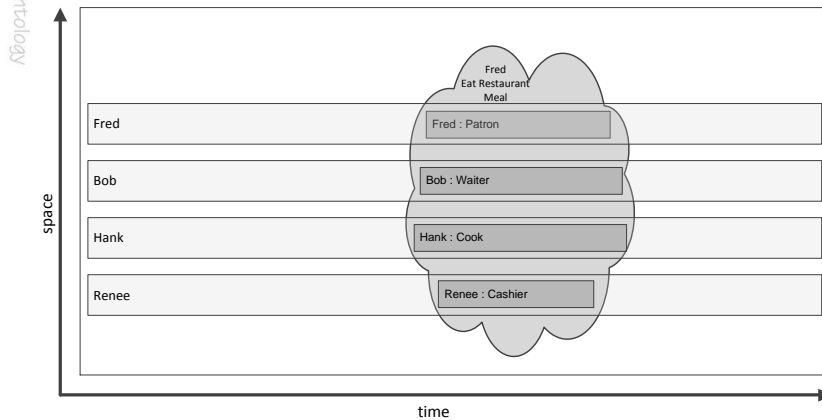 Fred
Eat Restaurant
Meal
Fred
Fred : Patron
Bob
Bob : Waiter
Hank
Hank : Cook
Renee
Renee : Cashier
space
time